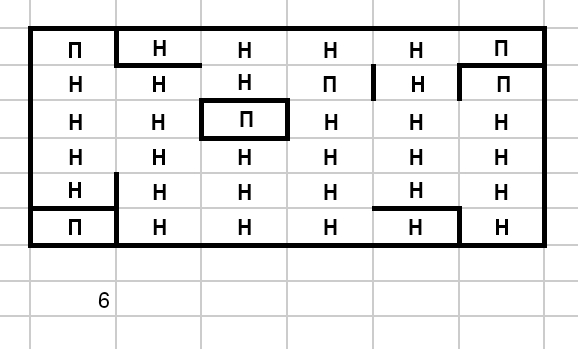 П Н Н Н Н П
Н Н Н П Н П
Н Н П Н Н Н
Н Н Н Н Н Н
Н Н Н Н Н Н
П Н Н Н Н Н
6